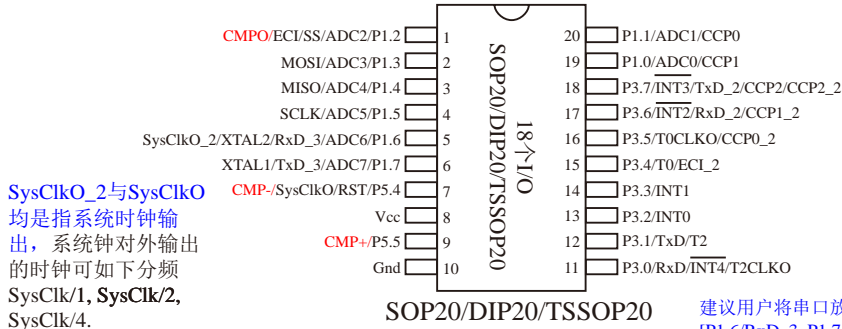 CMPO/ECI/SS/ADC2/P1.2 1
MOSI/ADC3/P1.3 2
MISO/ADC4/P1.4 3
SCLK/ADC5/P1.5 4
SysClkO_2/XTAL2/RxD_3/ADC6/P1.6 5
XTAL1/TxD_3/ADC7/P1.7 6
CMP-/SysClkO/RST/P5.4 7
Vcc 8
CMP+/P5.5 9
Gnd 10
SOP20/DIP20/TSSOP20
18个I/O
20 P1.1/ADC1/CCP0
19 P1.0/ADC0/CCP1
18 P3.7/INT3/TxD_2/CCP2/CCP2_2
17 P3.6/INT2/RxD_2/CCP1_2
16 P3.5/T0CLKO/CCP0_2
15 P3.4/T0/ECI_2
14 P3.3/INT1
13 P3.2/INT0
12 P3.1/TxD/T2
11 P3.0/RxD/INT4/T2CLKO
SysClkO_2与SysClkO
均是指系统时钟输
出，系统钟对外输出
的时钟可如下分频
SysClk/1, SysClk/2,
SysClk/4.
SOP20/DIP20/TSSOP20
建议用户将串口放